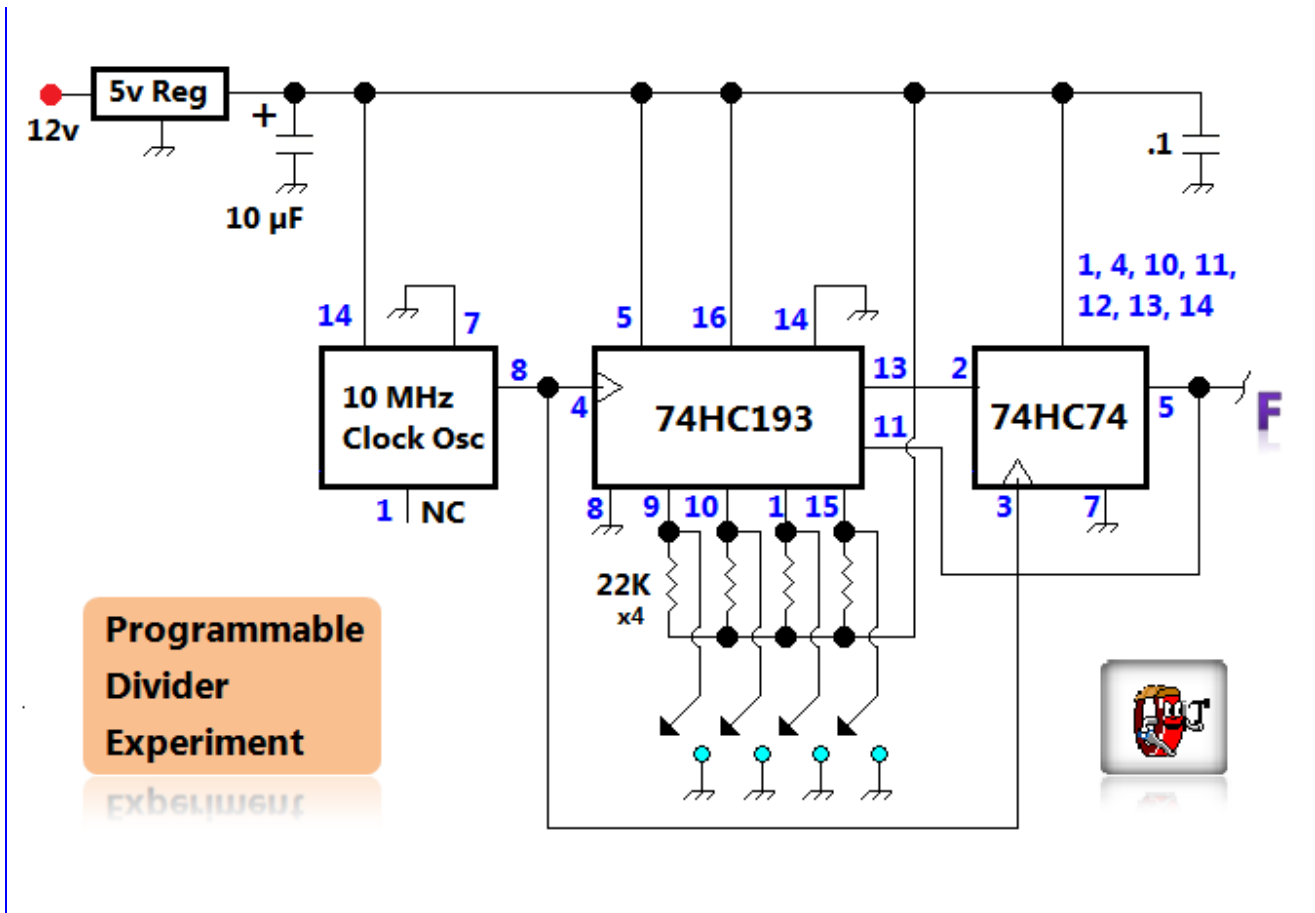 5v Reg
12v
+
10 µF
.1
1, 4, 10, 11,
12, 13, 14
14
7
5
16
14
8
4
13
11
2
5
F
10 MHz
Clock Osc
74HC193
74HC74
1 NC
8
9
10
1
15
3
7
22K
x4
Programmable
Divider
Experiment